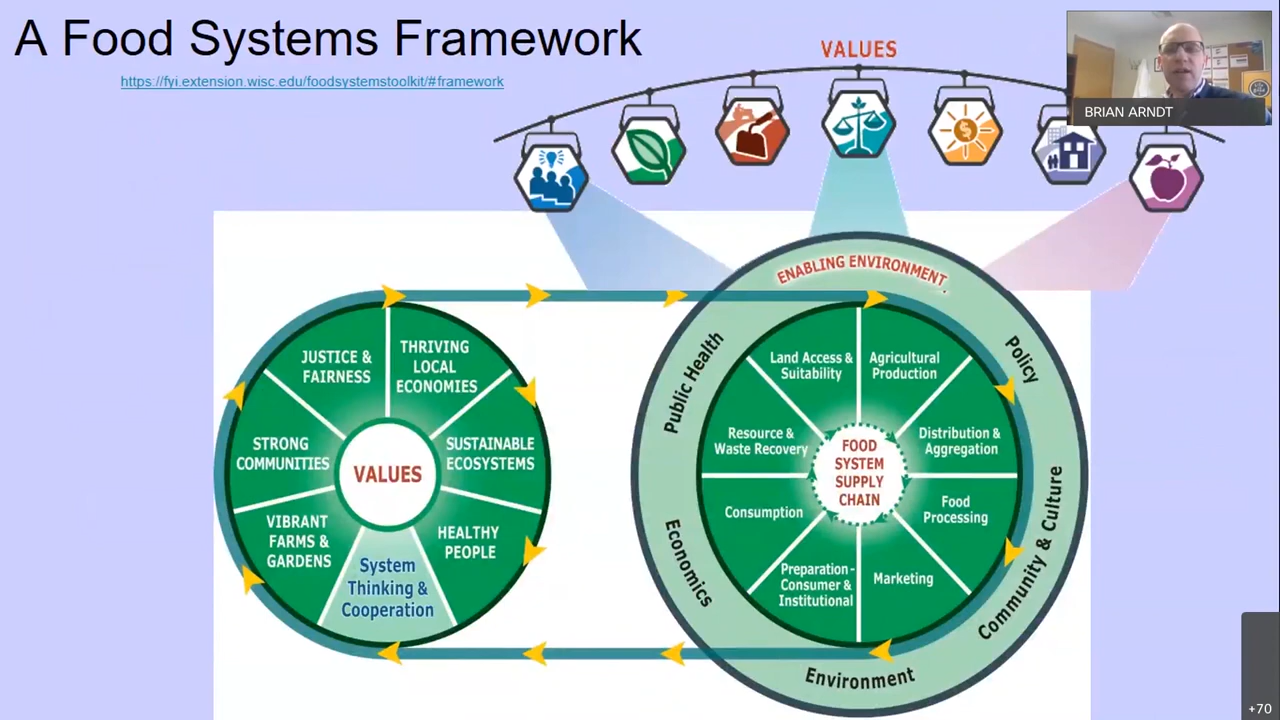 A Food Systems Framework
https://fyi.extension.wisc.edu/foodsystemstoolkit/#framework
VALUES
BRIAN ARNDT
ENABLING ENVIRONMENT
Public Health
Policy
Community & Culture
Environment
Economics
JUSTICE &
FAIRNESS
THRIVING
LOCAL
ECONOMIES
SUSTAINABLE
ECOSYSTEMS
HEALTHY
PEOPLE
System
Thinking &
Cooperation
VIBRANT
FARMS &
GARDENS
STRONG
COMMUNITIES
VALUES
Land Access &
Suitability
Agricultural
Production
Distribution &
Aggregation
Food
Processing
Marketing
Preparation-
Consumer &
Institutional
Consumption
Resource &
Waste Recovery
FOOD
SYSTEM
SUPPLY
CHAIN
+70